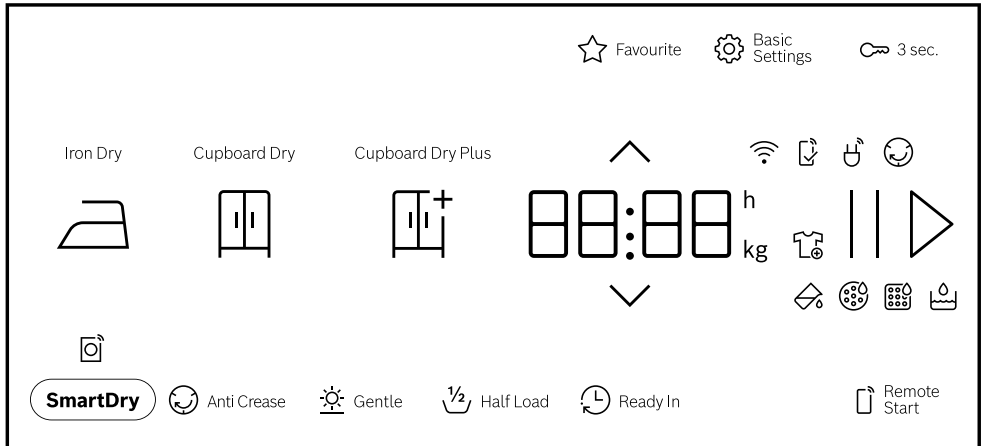 Favourite
Basic
Settings
3 sec.
Iron Dry
Cupboard Dry
Cupboard Dry Plus
88:88
h
kg
SmartDry
Anti Crease
Gentle
½
Half Load
Ready In
Remote
Start